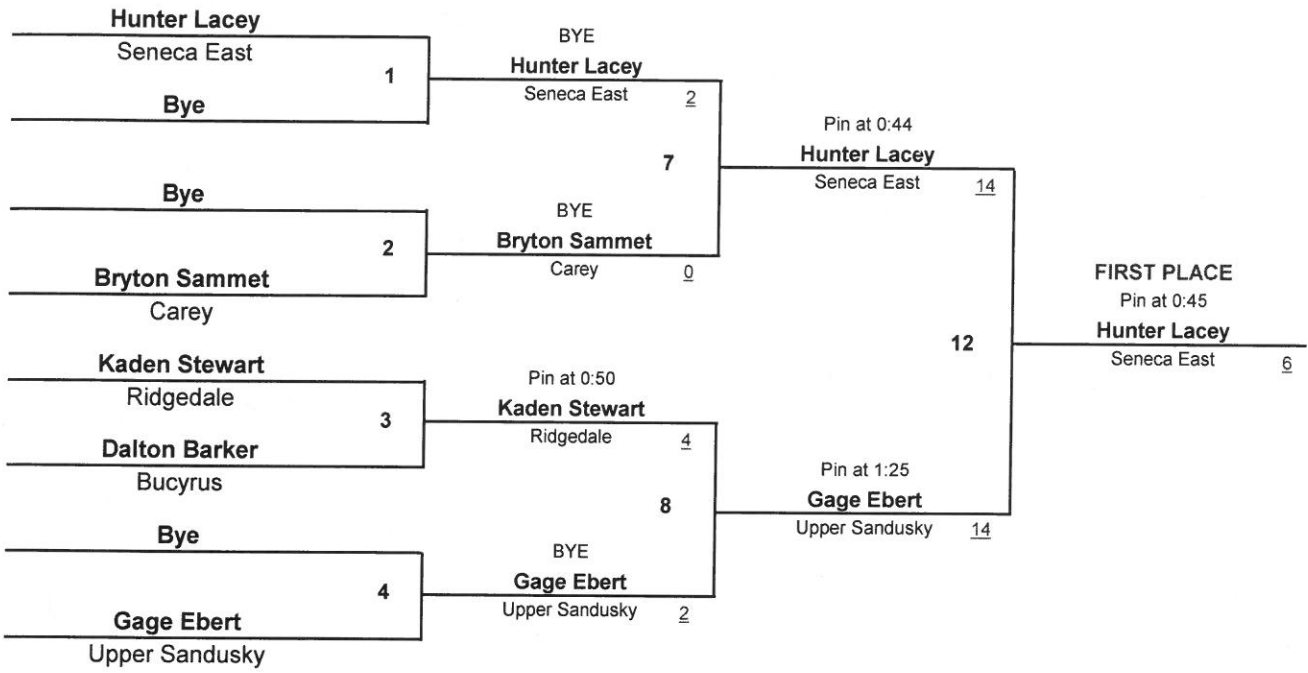 Hunter Lacey
Seneca East
1
Bye
Bye
2
Bryton Sammet
Carey
Kaden Stewart
Ridgedale
3
Dalton Barker
Bucyrus
Bye
4
Gage Ebert
Upper Sandusky
BYE
Hunter Lacey
Seneca East 2
7
BYE
Bryton Sammet
Carey 0
Pin at 0:50
Kaden Stewart
Ridgedale 4
8
BYE
Gage Ebert
Upper Sandusky 2
Pin at 0:44
Hunter Lacey
Seneca East 14
12
Pin at 1:25
Gage Ebert
Upper Sandusky 14
FIRST PLACE
Pin at 0:45
Hunter Lacey
Seneca East 6